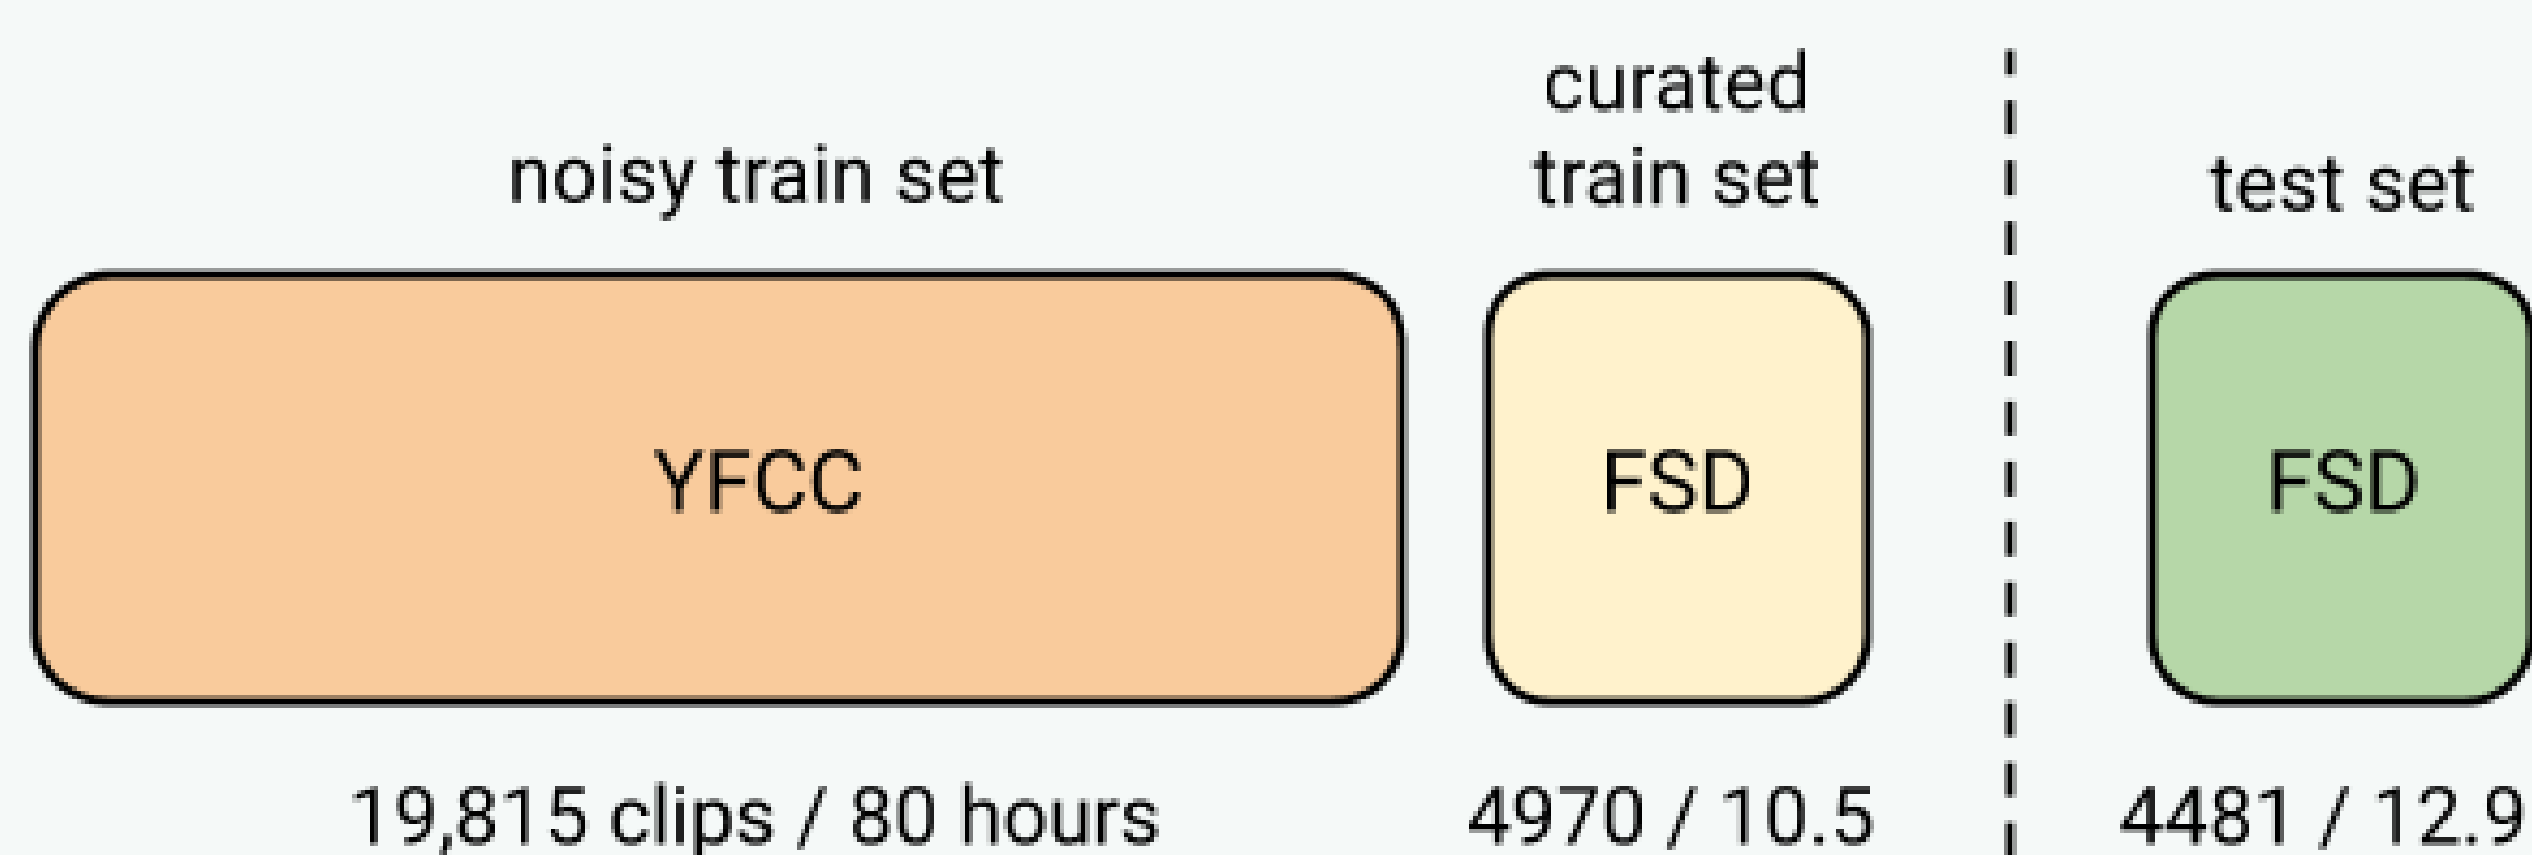 noisy train set
curated
train set
test set
YFCC
FSD
FSD
19,815 clips / 80 hours
4970 / 10.5
4481 / 12.9